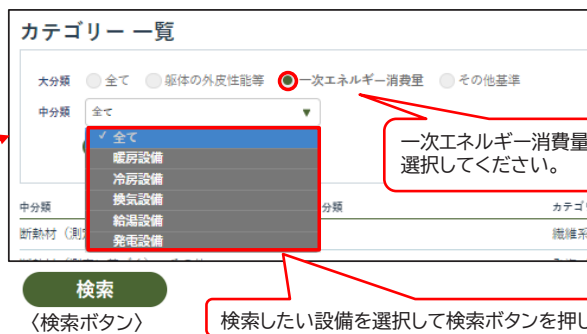 カテゴリー 一覧
大分類 全て 躯体の外皮性能等 一次エネルギー消費量 その他基準
中分類 全て ▼
✓ 全て
暖房設備
冷房設備
換気設備
給湯設備
発電設備
一次エネルギー消費量
選択してください。
中分類 分類 カテゴリ
断熱材（測 繊維系
検索
〈検索ボタン〉
検索したい設備を選択して検索ボタンを押し